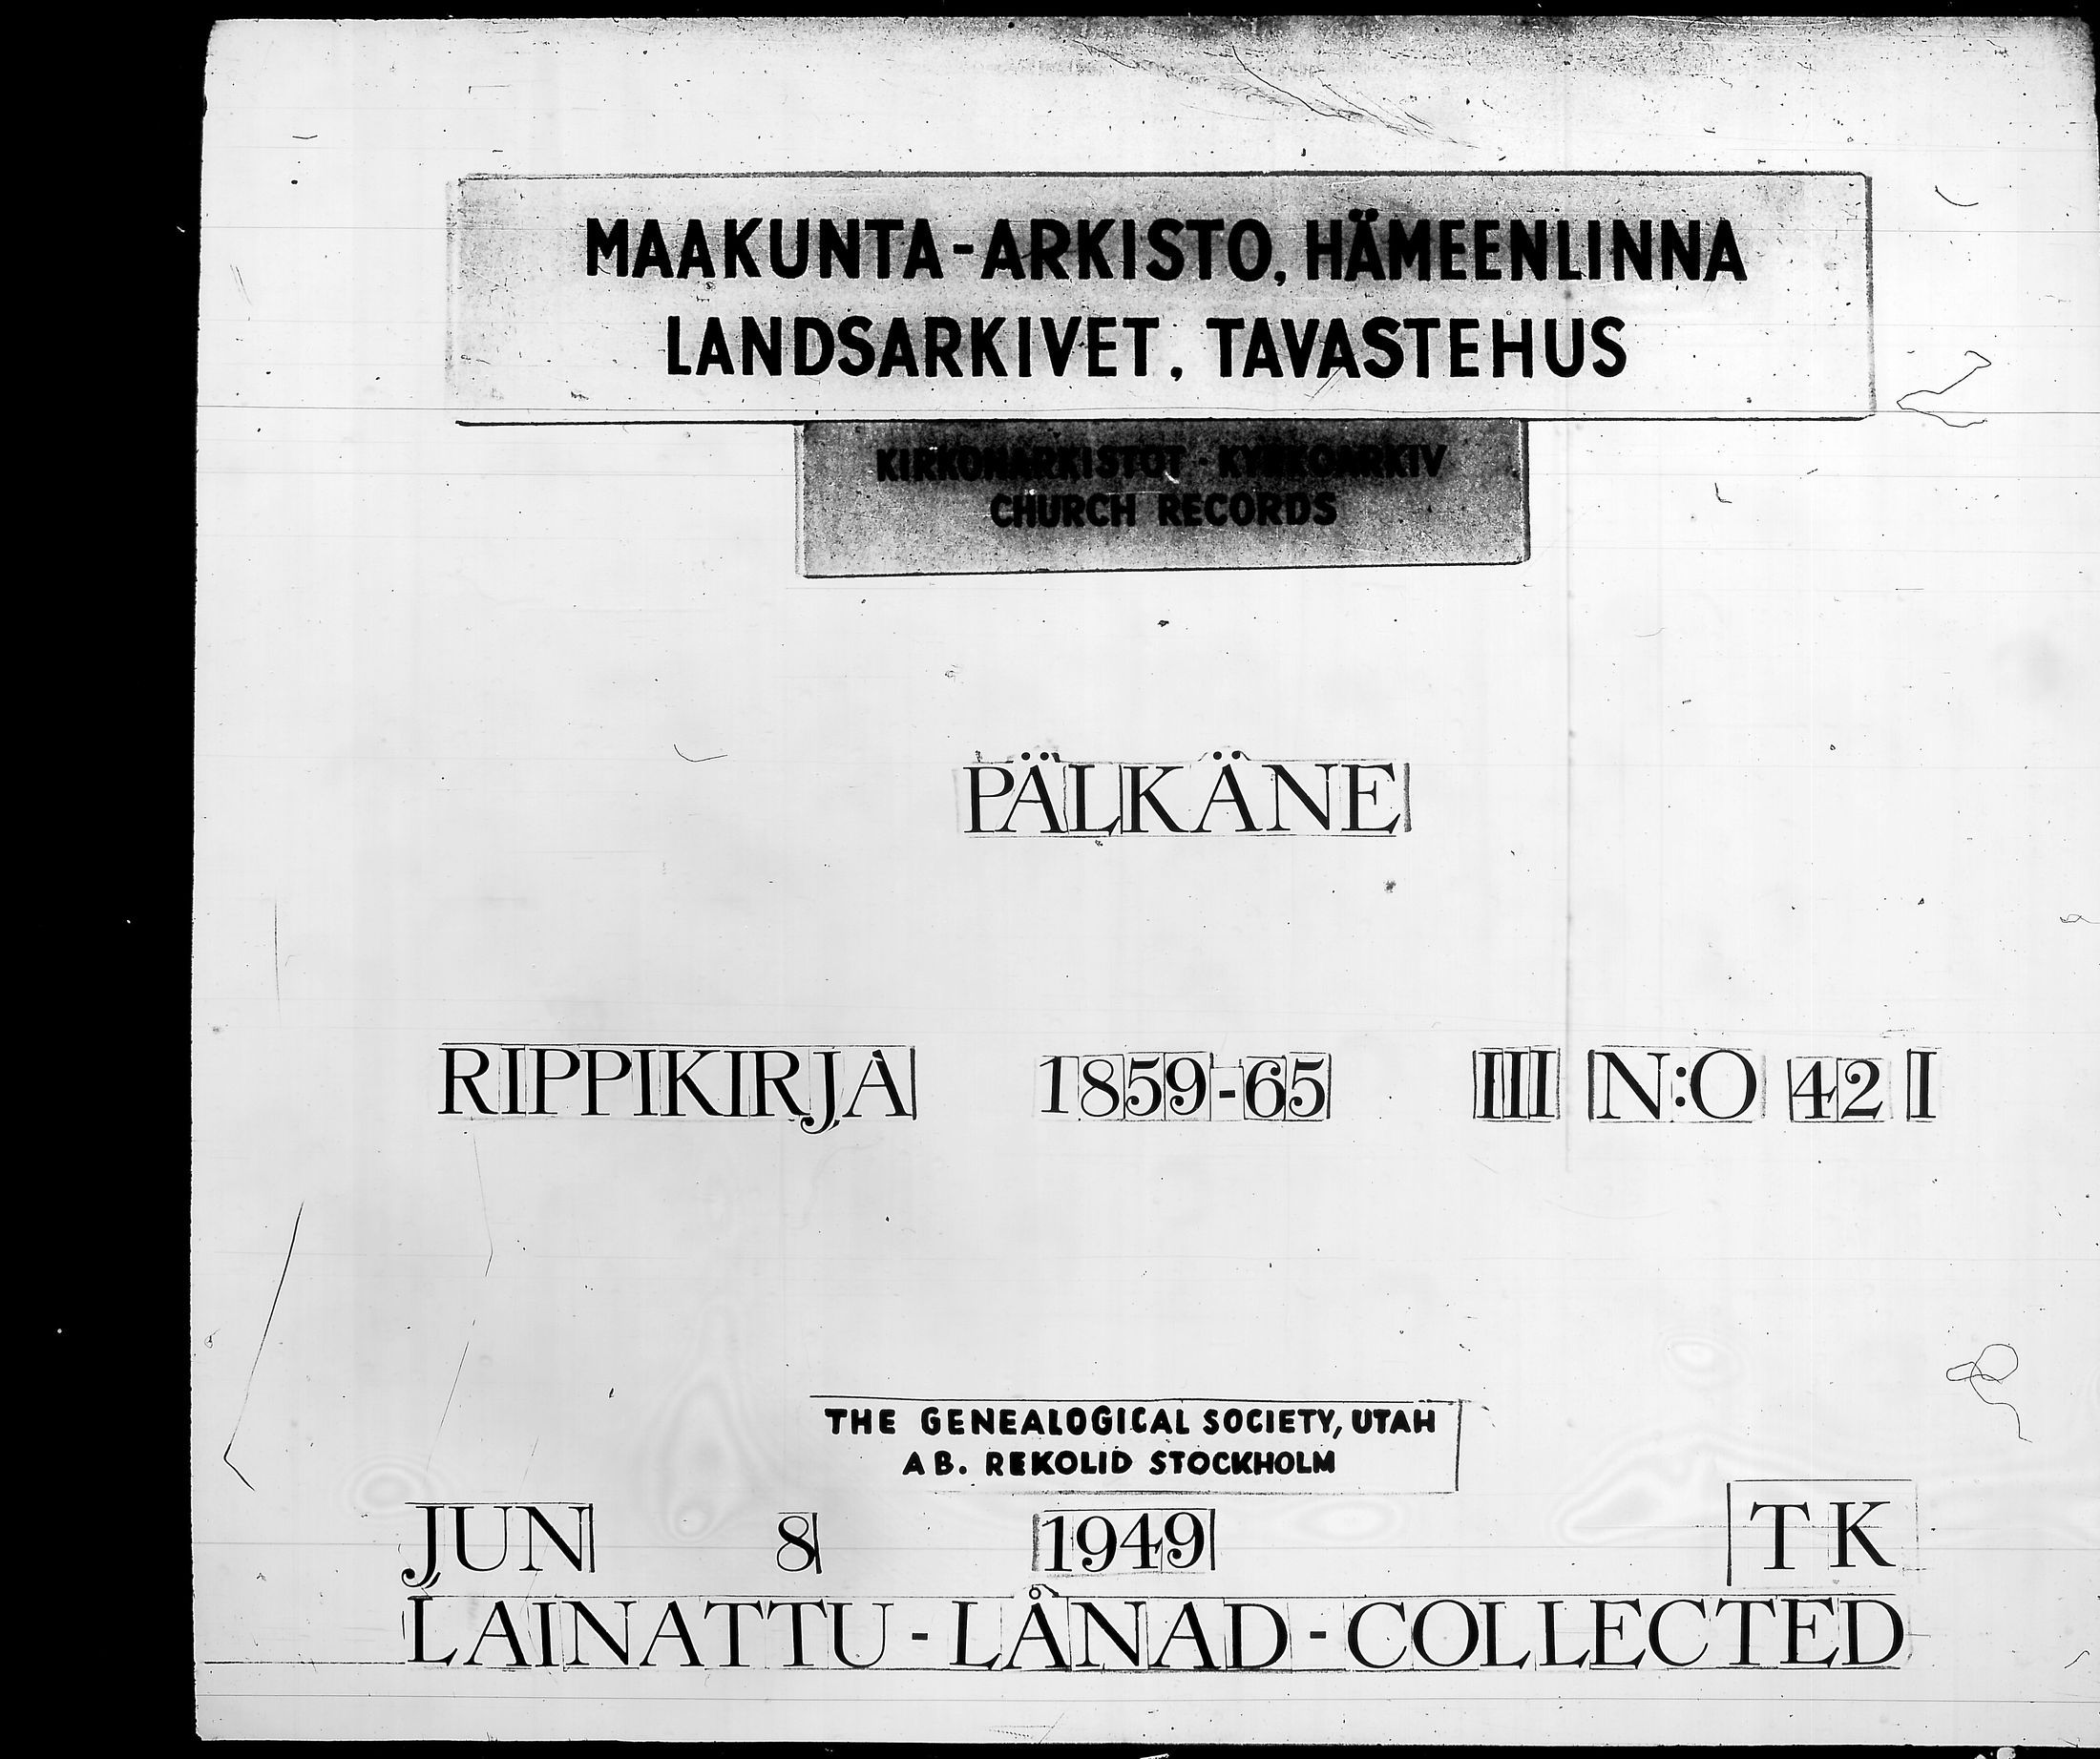 MAAKUNTA-ARKISTO, HÄMEENLINNA
LANDSARKIVET, TAVASTEHUS
KIRKONARKISTOT - KYRKOARKIV
CHURCH RECORDS
PÄLKÄNE
RIPPIKIRJA 1859-65 III N:O 42 I
THE GENEALOGICAL SOCIETY, UTAH
AB. REKOLID STOCKHOLM
JUN 8 1949 TK
LAINATTU - LÅNAD - COLLECTED